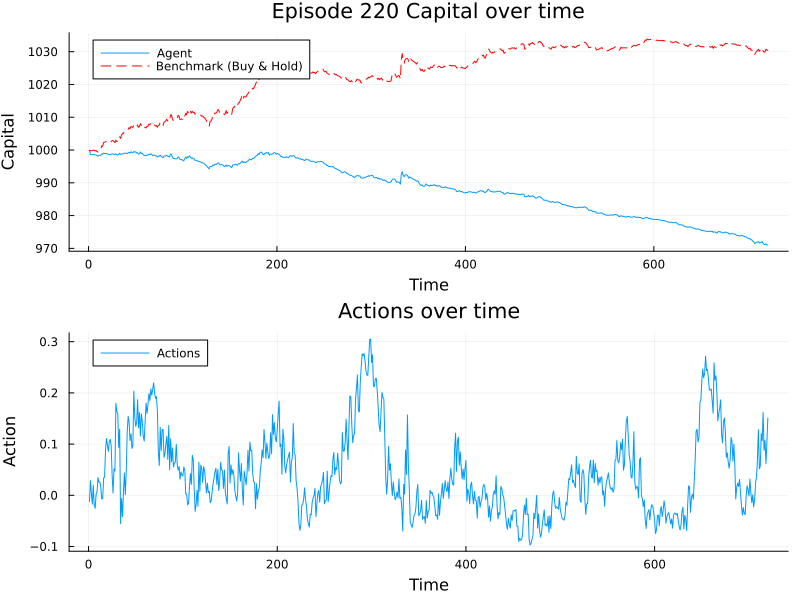 Episode 220 Capital over time
1030
1020
1010
1000
990
980
970
Capital
Agent
Benchmark (Buy & Hold)
0
200
400
600
Time
Actions over time
0.3
0.2
0.1
0.0
−0.1
Action
Actions
0
200
400
600
Time